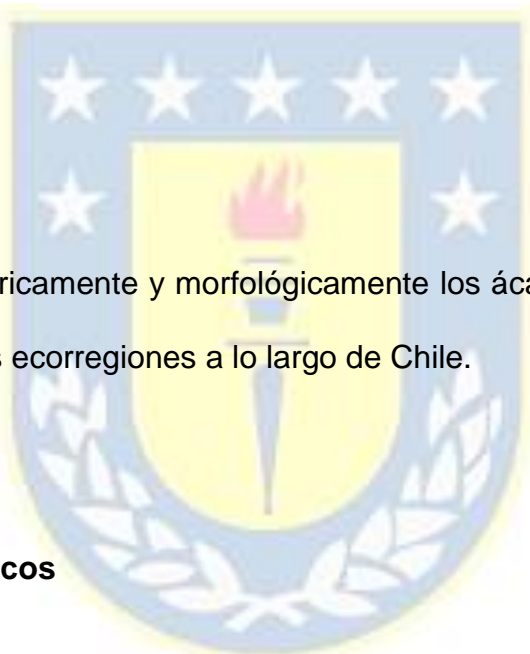 ricamente y morfológicamente los áca
s ecorregiones a lo largo de Chile.
cos